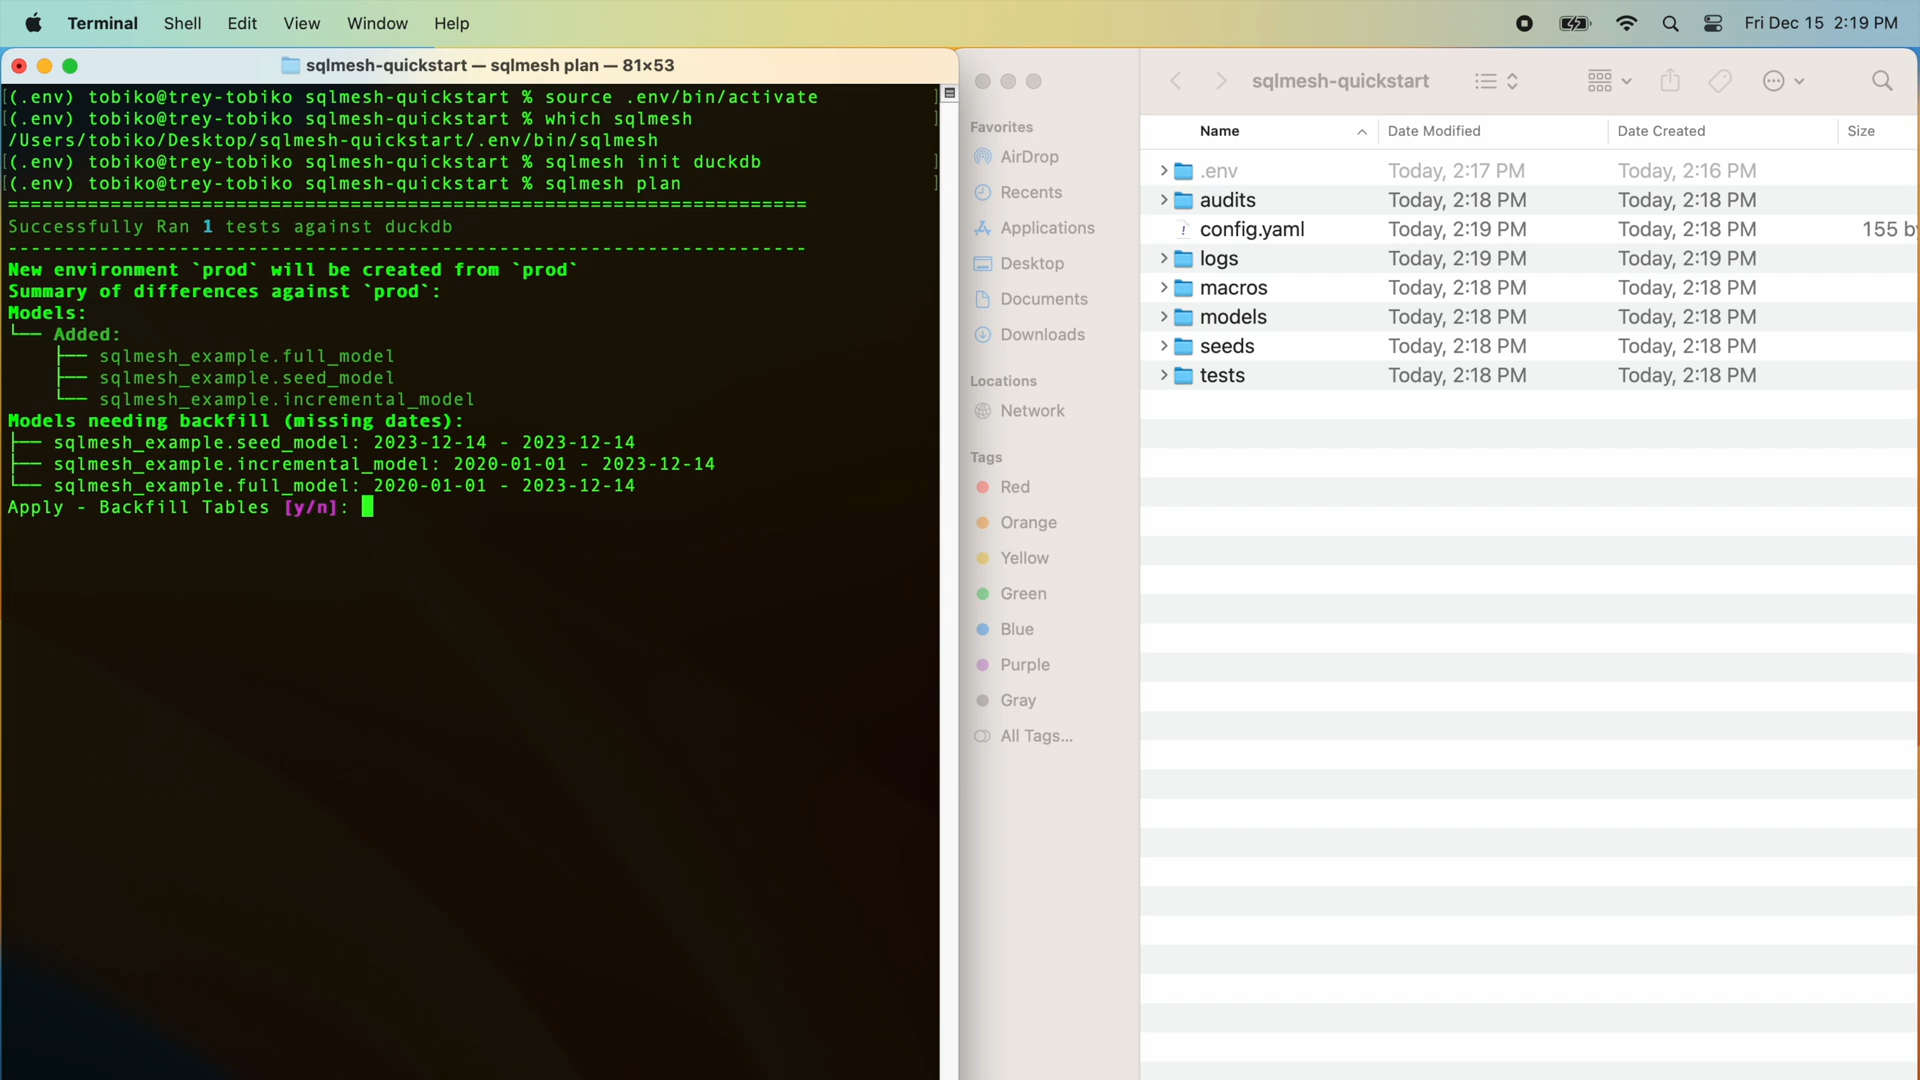 Terminal Shell Edit View Window Help Fri Dec 15 2:19 PM
sqlmesh-quickstart — sqlmesh plan — 81×53
[(.env) tobiko@trey-tobiko sqlmesh-quickstart % source .env/bin/activate ]
[(.env) tobiko@trey-tobiko sqlmesh-quickstart % which sqlmesh ]
/Users/tobiko/Desktop/sqlmesh-quickstart/.env/bin/sqlmesh
[(.env) tobiko@trey-tobiko sqlmesh-quickstart % sqlmesh init duckdb ]
[(.env) tobiko@trey-tobiko sqlmesh-quickstart % sqlmesh plan ]
======================================================================
Successfully Ran 1 tests against duckdb
----------------------------------------------------------------------
New environment `prod` will be created from `prod`
Summary of differences against `prod`:
Models:
└── Added:
    ├── sqlmesh_example.full_model
    ├── sqlmesh_example.seed_model
    └── sqlmesh_example.incremental_model
Models needing backfill (missing dates):
├── sqlmesh_example.seed_model: 2023-12-14 - 2023-12-14
├── sqlmesh_example.incremental_model: 2020-01-01 - 2023-12-14
└── sqlmesh_example.full_model: 2020-01-01 - 2023-12-14
Apply - Backfill Tables [y/n]:
Favorites
AirDrop
Recents
Applications
Desktop
Documents
Downloads
Locations
Network
Tags
Red
Orange
Yellow
Green
Blue
Purple
Gray
All Tags...
sqlmesh-quickstart
Name Date Modified Date Created Size
.env Today, 2:17 PM Today, 2:16 PM
audits Today, 2:18 PM Today, 2:18 PM
config.yaml Today, 2:19 PM Today, 2:18 PM 155 by
logs Today, 2:19 PM Today, 2:19 PM
macros Today, 2:18 PM Today, 2:18 PM
models Today, 2:18 PM Today, 2:18 PM
seeds Today, 2:18 PM Today, 2:18 PM
tests Today, 2:18 PM Today, 2:18 PM